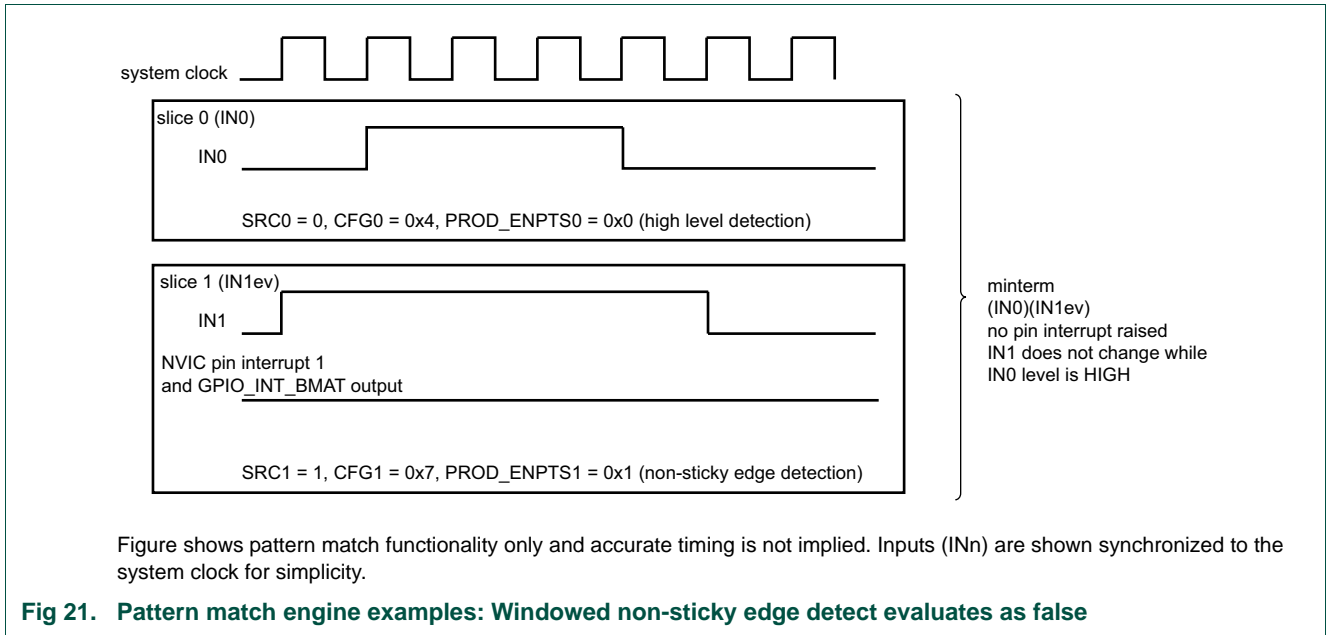 system clock
slice 0 (IN0)
IN0
SRC0 = 0, CFG0 = 0x4, PROD_ENPTS0 = 0x0 (high level detection)
slice 1 (IN1ev)
IN1
NVIC pin interrupt 1
and GPIO_INT_BMAT output
SRC1 = 1, CFG1 = 0x7, PROD_ENPTS1 = 0x1 (non-sticky edge detection)
minterm
(IN0)(IN1ev)
no pin interrupt raised
IN1 does not change while
IN0 level is HIGH
Figure shows pattern match functionality only and accurate timing is not implied. Inputs (INn) are shown synchronized to the
system clock for simplicity.
Fig 21. Pattern match engine examples: Windowed non-sticky edge detect evaluates as false